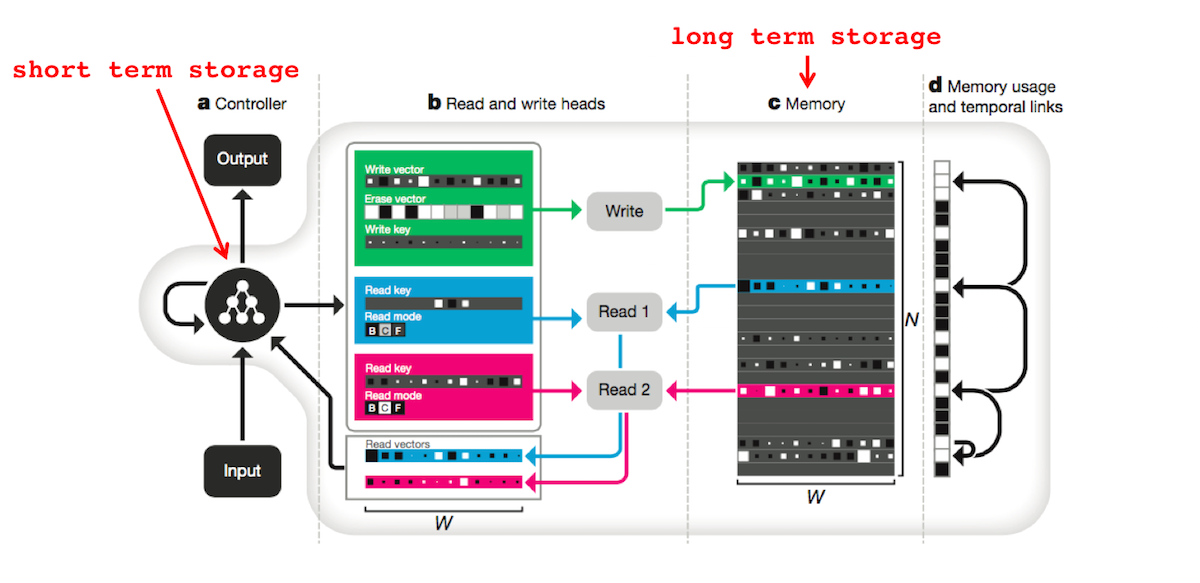 long term storage
short term storage
a Controller
b Read and write heads
c Memory
d Memory usage
and temporal links
Output
Input
Write vector
Erase vector
Write key
Read key
Read mode
B C F
Read key
Read mode
B C F
Read vectors
W
Write
Read 1
Read 2
N
W